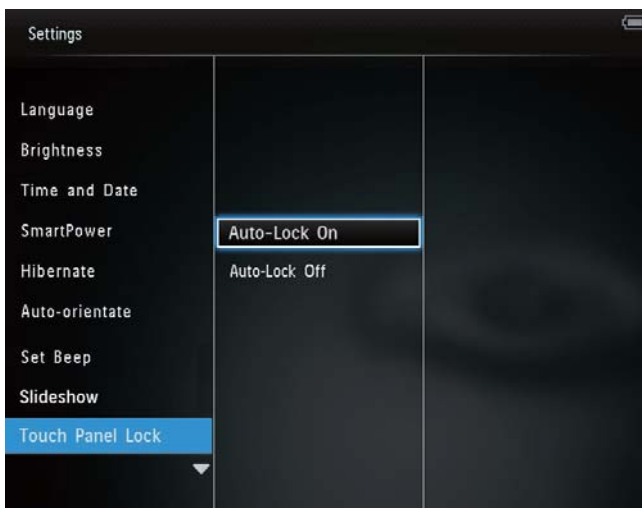 Settings
Language
Brightness
Time and Date
SmartPower
Hibernate
Auto-orientate
Set Beep
Slideshow
Touch Panel Lock
Auto-Lock On
Auto-Lock Off